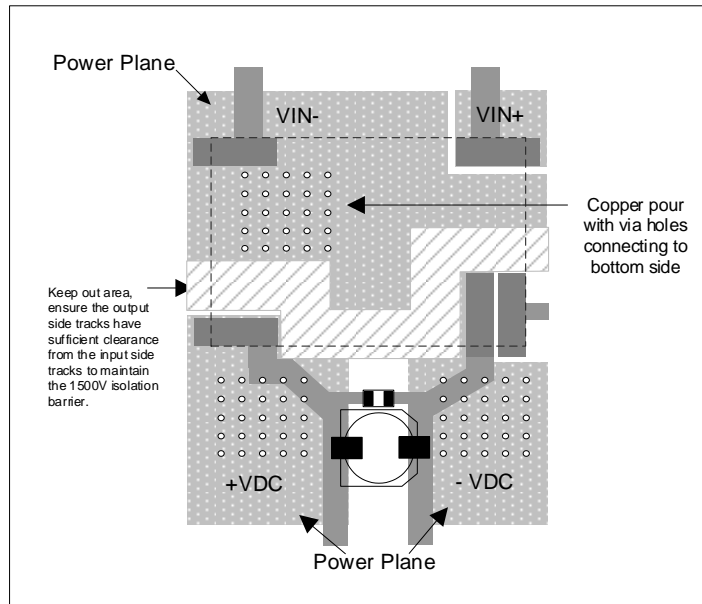 Power Plane
VIN-
VIN+
Copper pour
with via holes
connecting to
bottom side
Keep out area,
ensure the output
side tracks have
sufficient clearance
from the input side
tracks to maintain
the 1500V isolation
barrier.
+VDC
- VDC
Power Plane